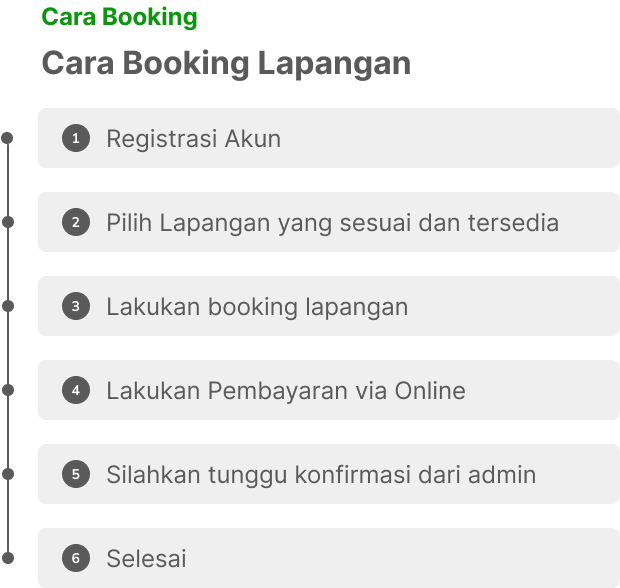 Cara Booking
Cara Booking Lapangan
1 Registrasi Akun
2 Pilih Lapangan yang sesuai dan tersedia
3 Lakukan booking lapangan
4 Lakukan Pembayaran via Online
5 Silahkan tunggu konfirmasi dari admin
6 Selesai